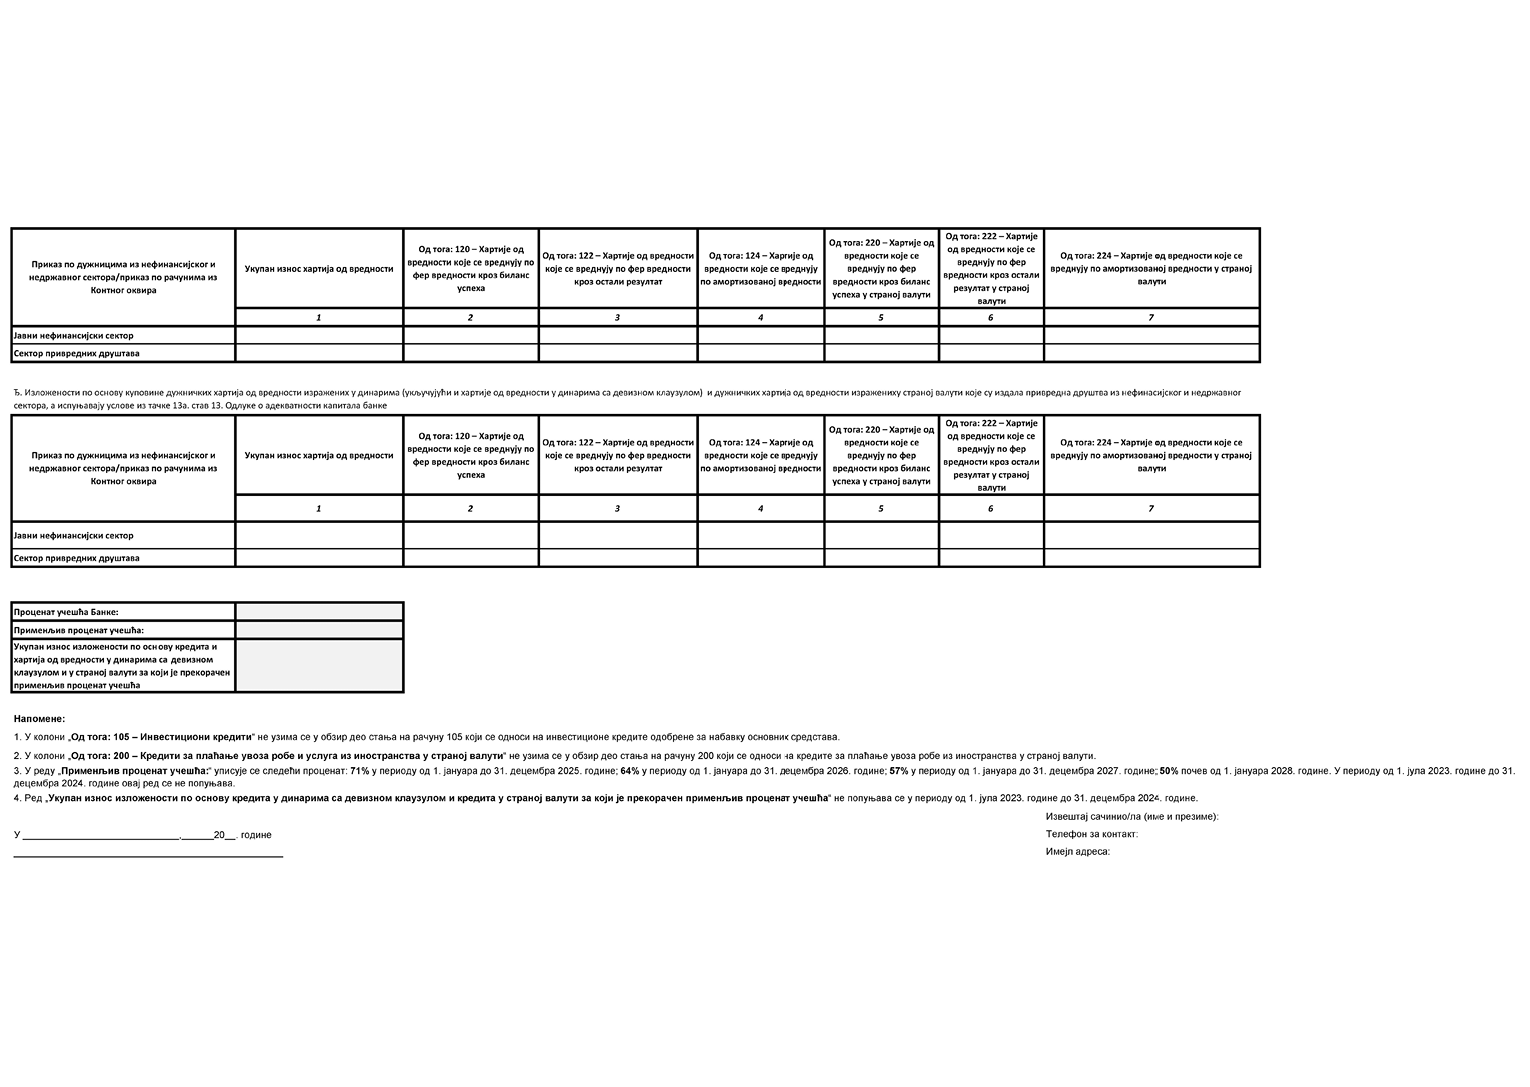 Приказ по дужницима из нефинансијског и
недржавног сектора/приказ по рачунима из
Контног оквира
Укупан износ хартија од вредности
Од тога: 120 – Хартије од
вредности које се вреднују по
фер вредности кроз биланс
успеха
Од тога: 122 – Хартије од вредности
које се вреднују по фер вредности
кроз остали резултат
Од тога: 124 – Хартије од
вредности које се вреднују
по амортизованој вредности
Од тога: 220 – Хартије од
вредности које се
вреднују по фер
вредности кроз биланс
успеха у страној валути
Од тога: 222 – Хартије
од вредности које се
вреднују по фер
вредности кроз остали
резултат у страној
валути
Од тога: 224 – Хартије од вредности које се
вреднују по амортизованој вредности у страној
валути
1 2 3 4 5 6 7
Јавни нефинансијски сектор
Сектор привредних друштава
Ђ. Изложености по основу куповине дужничких хартија од вредности изражених у динарима (укључујући и хартије од вредности у динарима са девизном клаузулом) и дужничких хартија од вредности изражениху страној валути које су издала привредна друштва из нефинасијског и недржавног
сектора, а испуњавају услове из тачке 13а. став 13. Одлуке о адекватности капитала банке
Приказ по дужницима из нефинансијског и
недржавног сектора/приказ по рачунима из
Контног оквира
Укупан износ хартија од вредности
Од тога: 120 – Хартије од
вредности које се вреднују по
фер вредности кроз биланс
успеха
Од тога: 122 – Хартије од вредности
које се вреднују по фер вредности
кроз остали резултат
Од тога: 124 – Хартије од
вредности које се вреднују
по амортизованој вредности
Од тога: 220 – Хартије од
вредности које се
вреднују по фер
вредности кроз биланс
успеха у страној валути
Од тога: 222 – Хартије
од вредности које се
вреднују по фер
вредности кроз остали
резултат у страној
валути
Од тога: 224 – Хартије од вредности које се
вреднују по амортизованој вредности у страној
валути
1 2 3 4 5 6 7
Јавни нефинансијски сектор
Сектор привредних друштава
Проценат учешћа Банке:
Применљив проценат учешћа:
Укупан износ изложености по основу кредита и
хартија од вредности у динарима са девизном
клаузулом и у страној валути за који је прекорачен
применљив проценат учешћа
Напомене:
1. У колони „Од тога: 105 – Инвестициони кредити“ не узима се у обзир део стања на рачуну 105 који се односи на инвестиционе кредите одобрене за набавку основних средстава.
2. У колони „Од тога: 200 – Кредити за плаћање увоза робе и услуга из иностранства у страној валути“ не узима се у обзир део стања на рачуну 200 који се односи на кредите за плаћање увоза робе из иностранства у страној валути.
3. У реду „Применљив проценат учешћа:“ уписује се следећи проценат: 71% у периоду од 1. јануара до 31. децембра 2025. године; 64% у периоду од 1. јануара до 31. децембра 2026. године; 57% у периоду од 1. јануара до 31. децембра 2027. године; 50% почев од 1. јануара 2028. године. У периоду од 1. јула 2023. године до 31.
децембра 2024. године овај ред се не попуњава.
4. Ред „Укупан износ изложености по основу кредита у динарима са девизном клаузулом и кредита у страној валути за који је прекорачен применљив проценат учешћа“ не попуњава се у периоду од 1. јула 2023. године до 31. децембра 2024. године.
Извештај сачинио/ла (име и презиме):
У ____________________________,______20__. године
Телефон за контакт:
Имејл адреса: